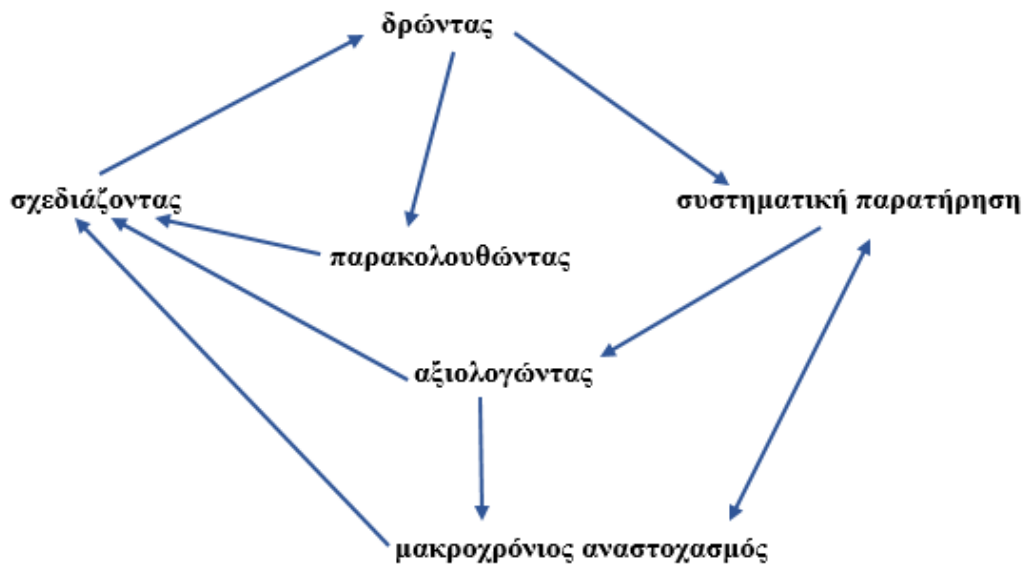 δρώντας
σχεδιάζοντας
συστηματική παρατήρηση
παρακολουθώντας
αξιολογώντας
μακροχρόνιος αναστοχασμός